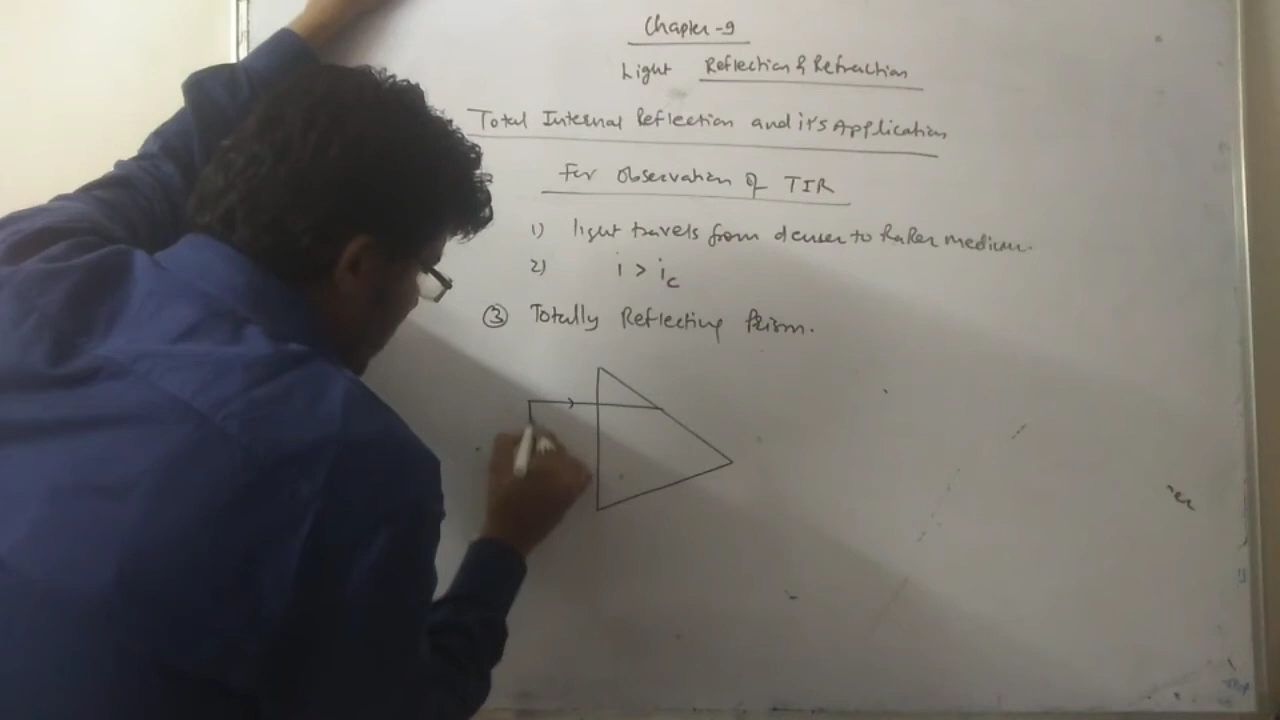 Chapter-9
Light Reflection & Refraction
Total Internal Reflection and it's Application
For observation of TIR
1) light travels from denser to RaRer medium.
2) i > ic
③ Totally Reflecting Prism.